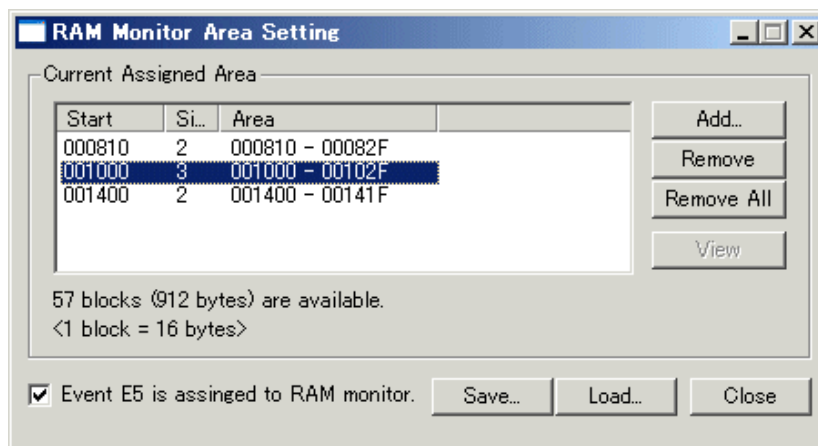 RAM Monitor Area Setting
Current Assigned Area
Start Si... Area
000810 2 000810 - 00082F
001000 3 001000 - 00102F
001400 2 001400 - 00141F
Add...
Remove
Remove All
View
57 blocks (912 bytes) are available.
<1 block = 16 bytes>
Event E5 is assinged to RAM monitor.
Save... Load... Close